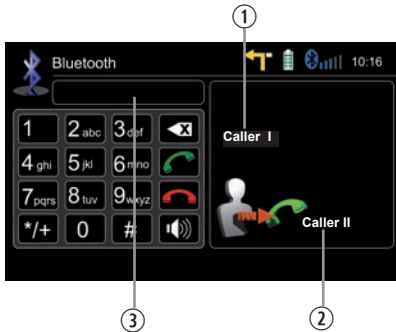 ①
Bluetooth 10:16
1 2 abc 3 def
Caller I
4 ghi 5 jkl 6 mno
7 pqrs 8 tuv 9 wxyz
Caller II
*/+ 0 #
③ ②